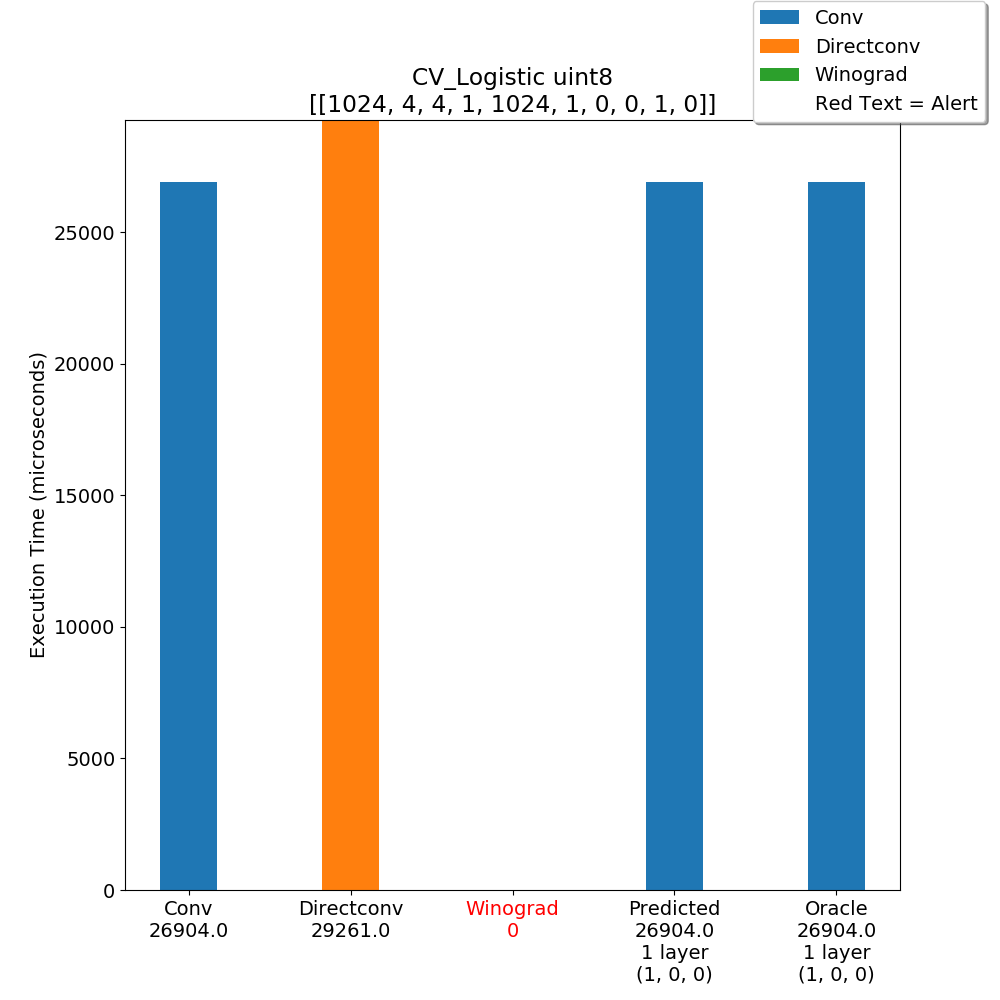 Conv
Directconv
Winograd
Red Text = Alert
CV_Logistic uint8
[[1024, 4, 4, 1, 1024, 1, 0, 0, 1, 0]]
Execution Time (microseconds)
25000
20000
15000
10000
5000
0
Conv
26904.0
Directconv
29261.0
Winograd
0
Predicted
26904.0
1 layer
(1, 0, 0)
Oracle
26904.0
1 layer
(1, 0, 0)